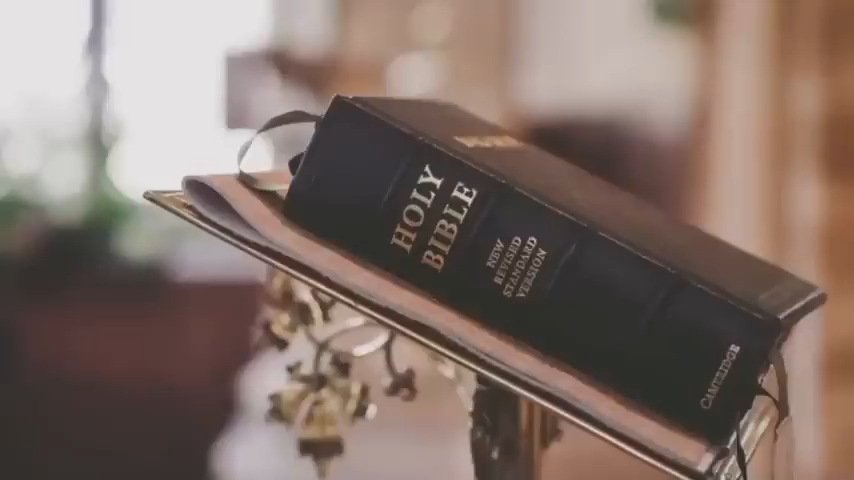 HOLY
BIBLE
NEW
REVISED
STANDARD
VERSION
CAMBRIDGE